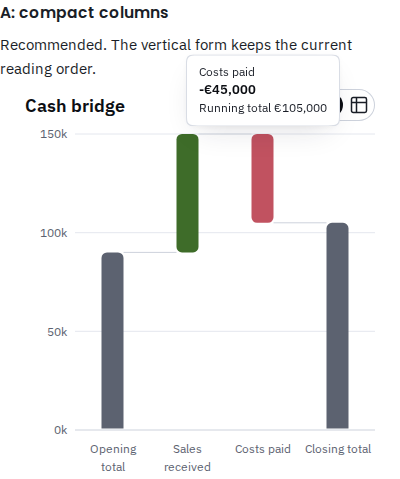 A: compact columns
Recommended. The vertical form keeps the current
reading order.
Costs paid
-€45,000
Running total €105,000
Cash bridge
150k
100k
50k
0k
Opening
total
Sales
received
Costs paid
Closing total